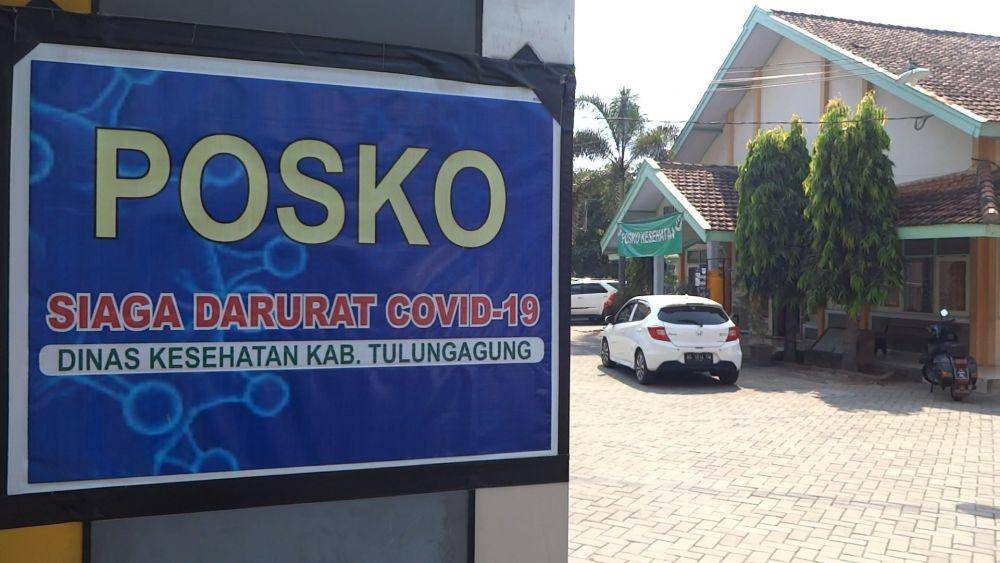 POSKO
SIAGA DARURAT COVID-19
DINAS KESEHATAN KAB. TULUNGAGUNG
POSKO KESEHATAN